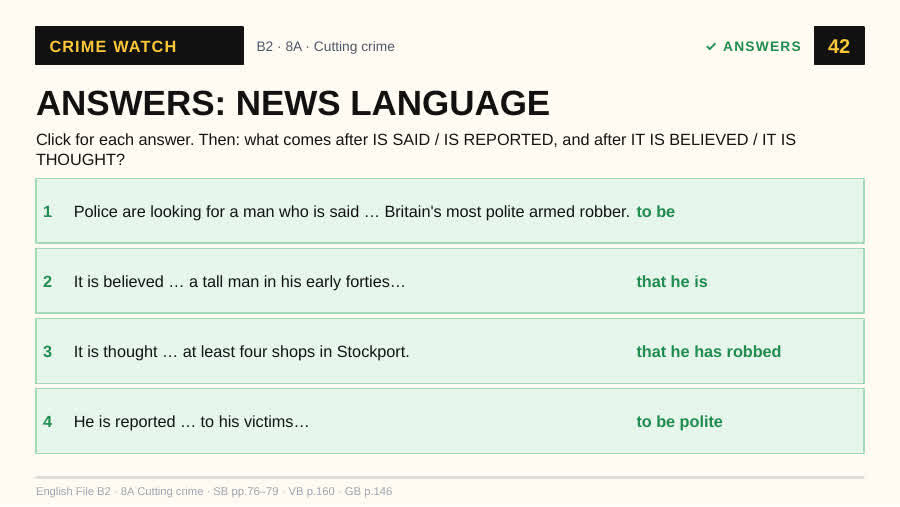 CRIME WATCH
B2 · 8A · Cutting crime
✓ ANSWERS
42
ANSWERS: NEWS LANGUAGE
Click for each answer. Then: what comes after IS SAID / IS REPORTED, and after IT IS BELIEVED / IT IS
THOUGHT?
1 Police are looking for a man who is said … Britain's most polite armed robber. to be
2 It is believed … a tall man in his early forties… that he is
3 It is thought … at least four shops in Stockport. that he has robbed
4 He is reported … to his victims… to be polite
English File B2 · 8A Cutting crime · SB pp.76–79 · VB p.160 · GB p.146